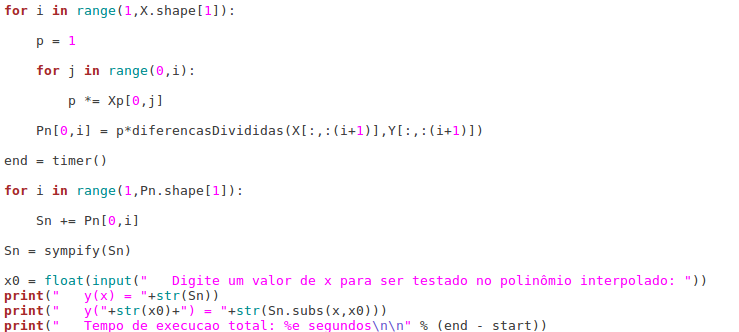 for i in range(1,X.shape[1]):
    p = 1
    for j in range(0,i):
        p *= Xp[0,j]
    Pn[0,i] = p*diferencasDivididas(X[:,:(i+1)],Y[:,:(i+1)])
end = timer()
for i in range(1,Pn.shape[1]):
    Sn += Pn[0,i]
Sn = sympify(Sn)
x0 = float(input("   Digite um valor de x para ser testado no polinômio interpolado: "))
print("   y(x) = "+str(Sn))
print("   y("+str(x0)+") = "+str(Sn.subs(x,x0)))
print("   Tempo de execucao total: %e segundos\n\n" % (end - start))